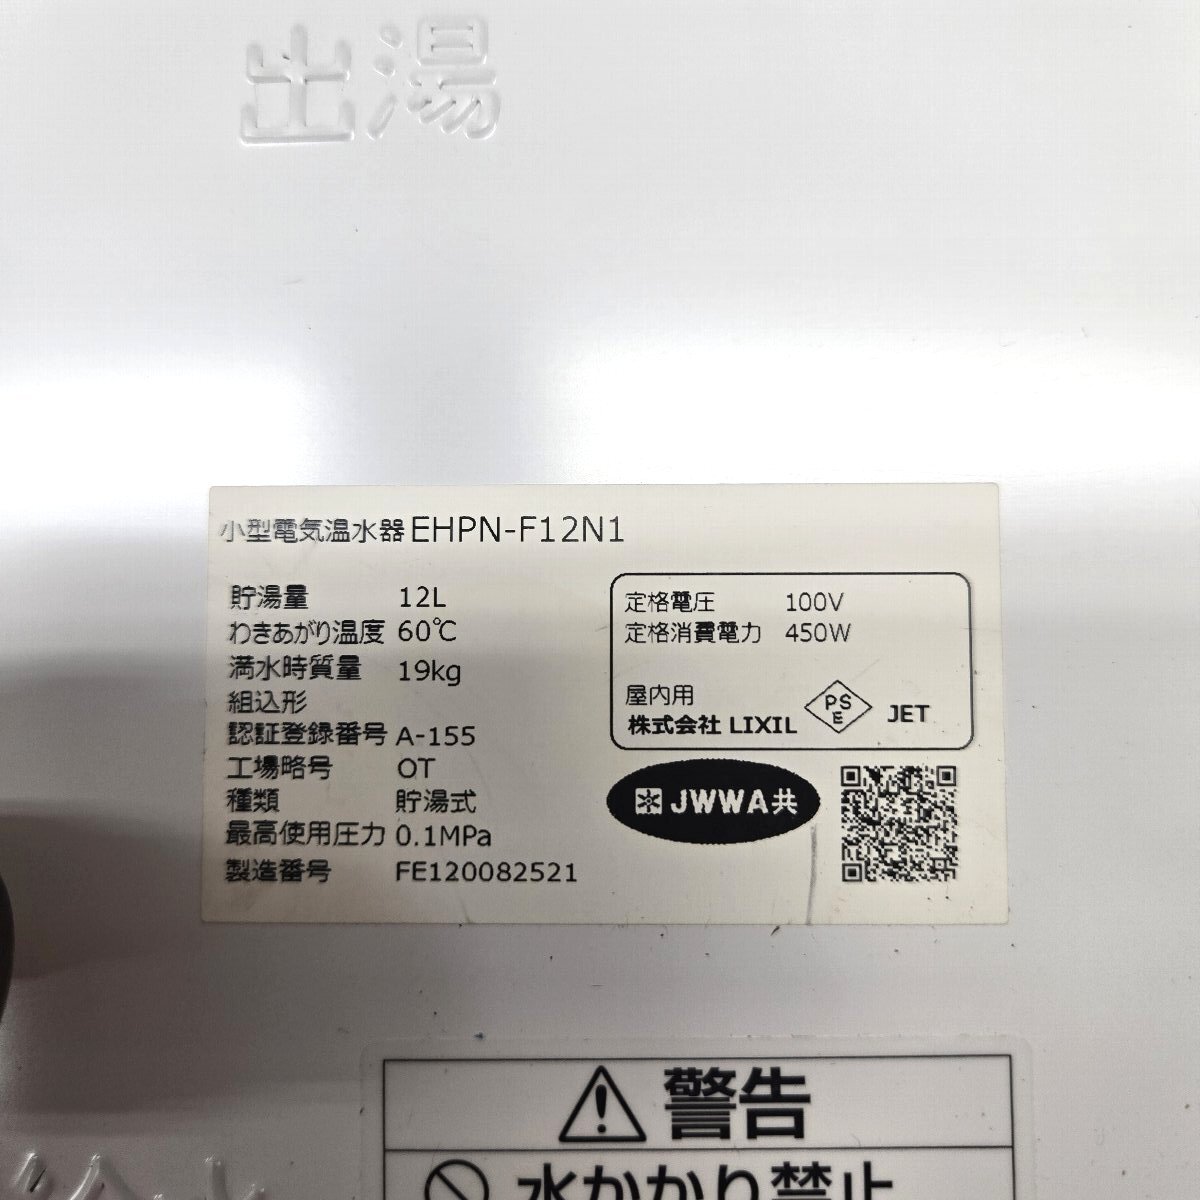 出湯
小型電気温水器 EHPN-F12N1
貯湯量 12L
わきあがり温度 60℃
満水時質量 19kg
組込形
認証登録番号 A-155
工場略号 OT
種類 貯湯式
最高使用圧力 0.1MPa
製造番号 FE120082521
定格電圧 100V
定格消費電力 450W
屋内用
株式会社 LIXIL
PS
E
JET
JWWA共
警告
水かかり禁止